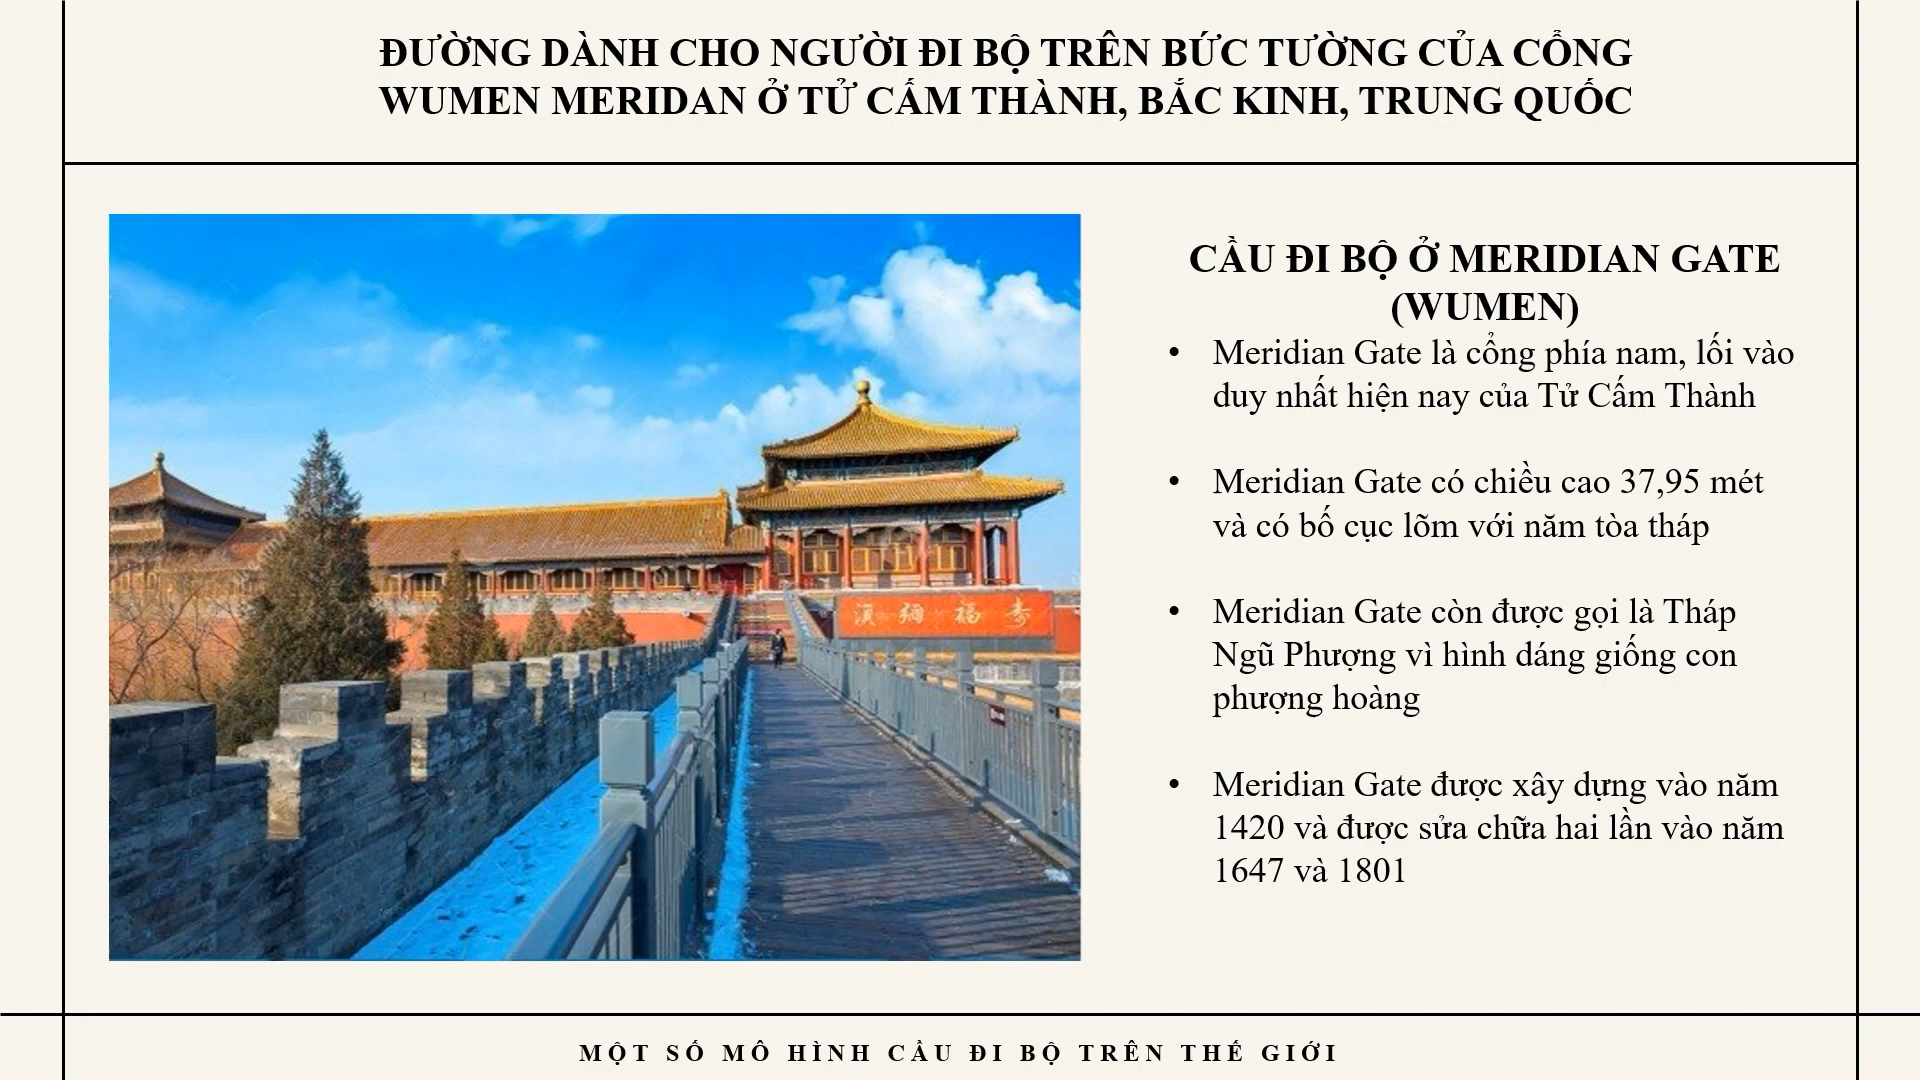 ĐƯỜNG DÀNH CHO NGƯỜI ĐI BỘ TRÊN BỨC TƯỜNG CỦA CỔNG
WUMEN MERIDAN Ở TỬ CẤM THÀNH, BẮC KINH, TRUNG QUỐC
CẦU ĐI BỘ Ở MERIDIAN GATE
(WUMEN)
• Meridian Gate là cổng phía nam, lối vào
duy nhất hiện nay của Tử Cấm Thành
• Meridian Gate có chiều cao 37,95 mét
và có bố cục lõm với năm tòa tháp
• Meridian Gate còn được gọi là Tháp
Ngũ Phượng vì hình dáng giống con
phượng hoàng
• Meridian Gate được xây dựng vào năm
1420 và được sửa chữa hai lần vào năm
1647 và 1801
福
MỘT SỐ MÔ HÌNH CẦU ĐI BỘ TRÊN THẾ GIỚI